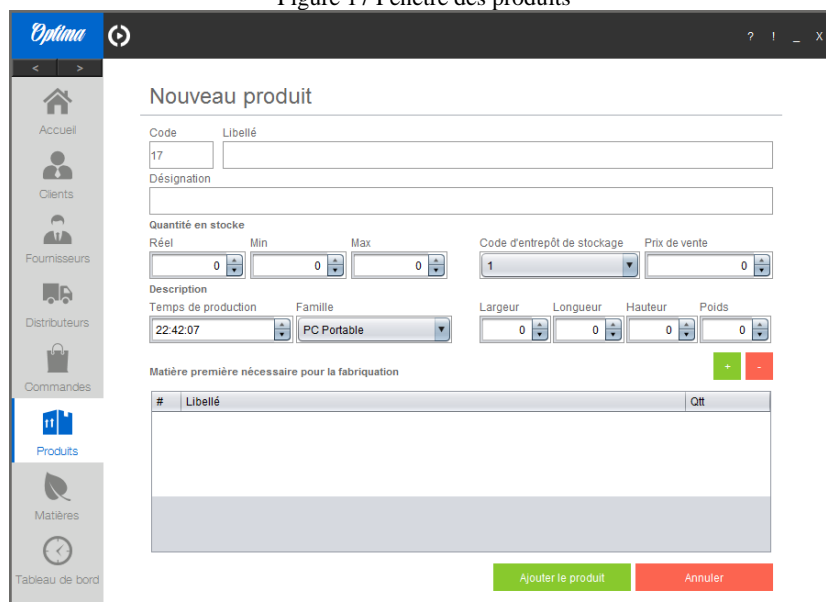 Figure 17 Fenêtre des produits
Optima
? ! _ X
< >
Accueil
Clients
Fournisseurs
Distributeurs
Commandes
Produits
Matières
Tableau de bord
Nouveau produit
Code Libellé
17
Désignation
Quantité en stocke
Réel Min Max Code d'entrepôt de stockage Prix de vente
0 0 0 1 0
Description
Temps de production Famille Largeur Longueur Hauteur Poids
22:42:07 PC Portable 0 0 0 0
Matière première nécessaire pour la fabriquation
+ -
# Libellé Qtt
Ajouter le produit Annuler